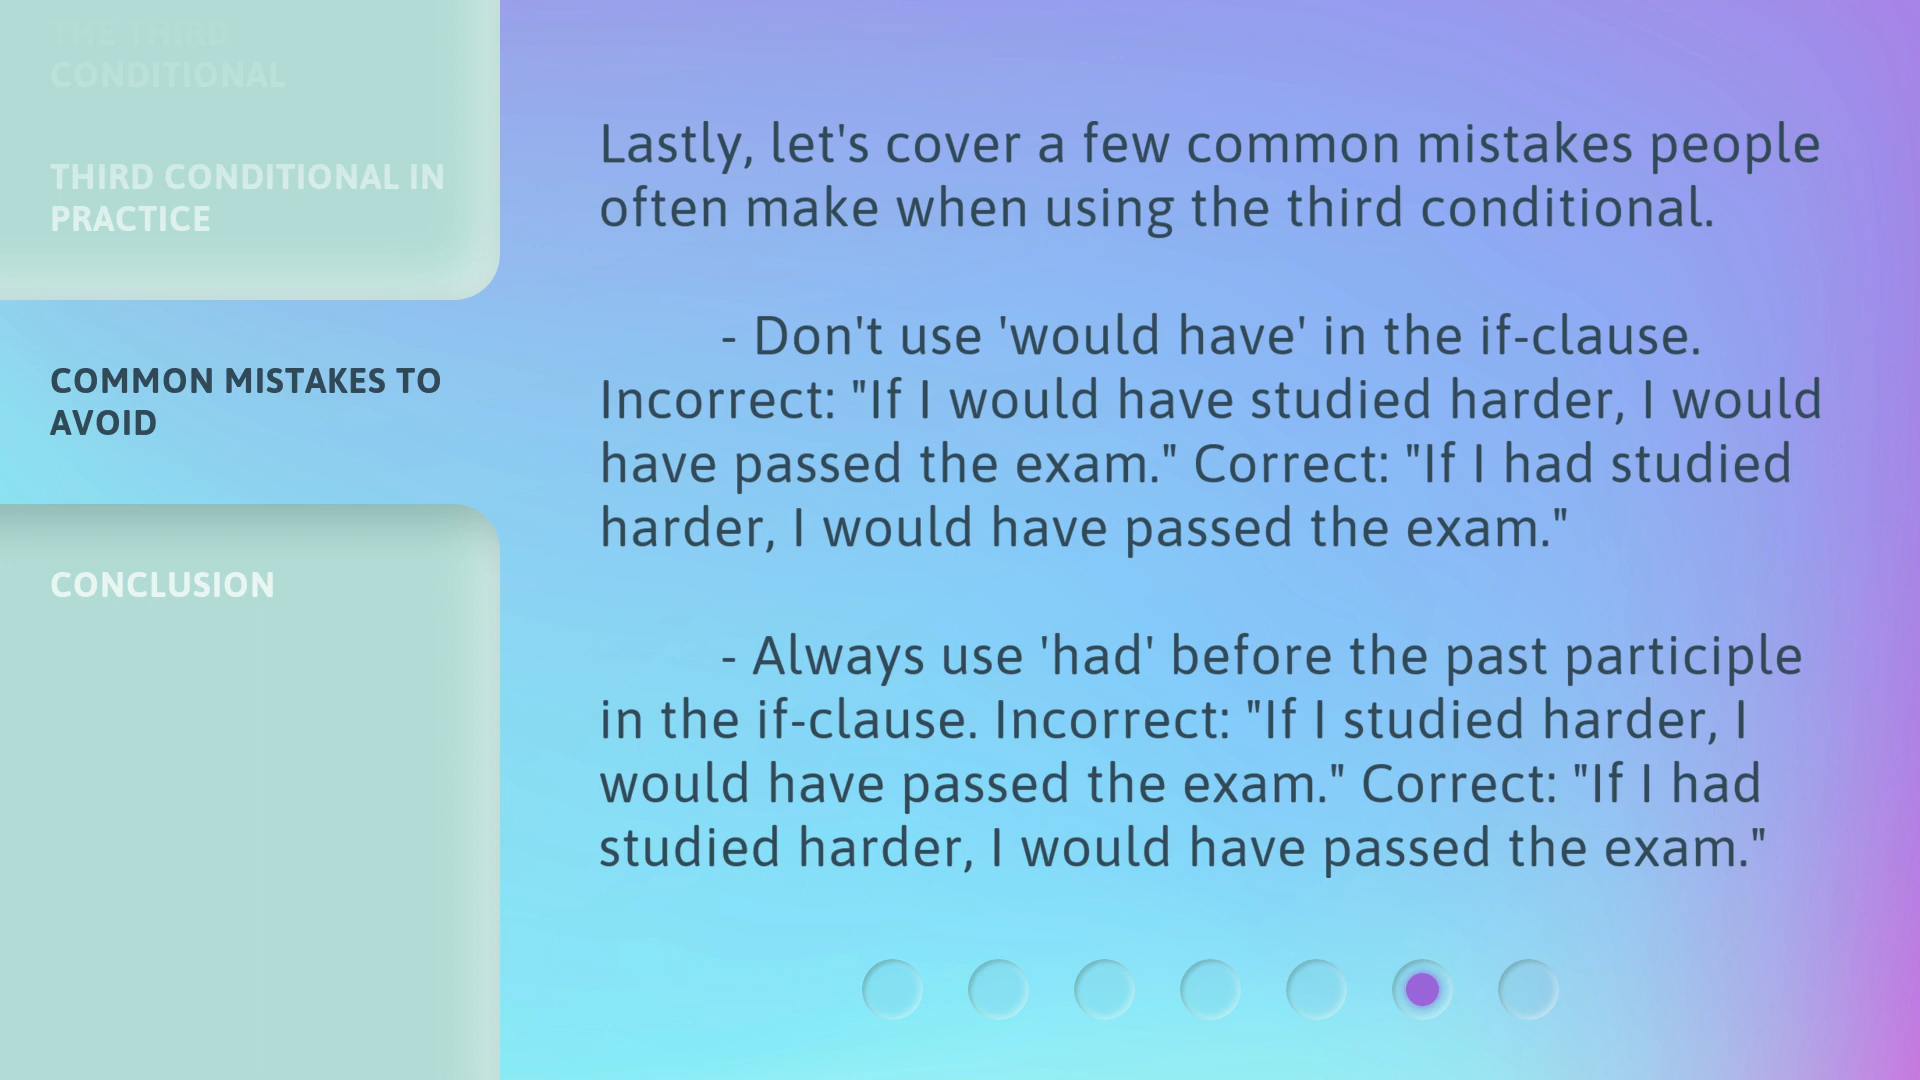 THE THIRD
CONDITIONAL
THIRD CONDITIONAL IN
PRACTICE
COMMON MISTAKES TO
AVOID
CONCLUSION
Lastly, let's cover a few common mistakes people
often make when using the third conditional.
- Don't use 'would have' in the if-clause.
Incorrect: "If I would have studied harder, I would
have passed the exam." Correct: "If I had studied
harder, I would have passed the exam."
- Always use 'had' before the past participle
in the if-clause. Incorrect: "If I studied harder, I
would have passed the exam." Correct: "If I had
studied harder, I would have passed the exam."